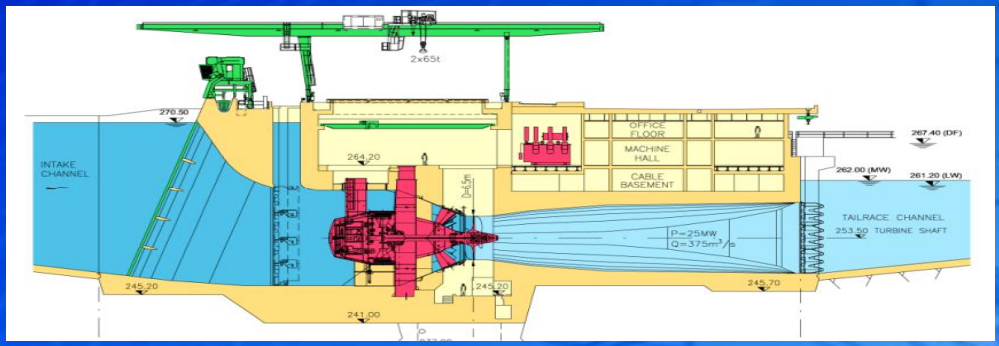 2x65t
270.50
INTAKE
CHANNEL
264.20
D=6,5m
OFFICE
FLOOR
MACHINE
HALL
CABLE
BASEMENT
267.40 (DF)
262.00 (MW)
261.20 (LW)
TAILRACE CHANNEL
253.50 TURBINE SHAFT
P=25MW
Q=375m³/s
245.20
245.20
245.70
241.00